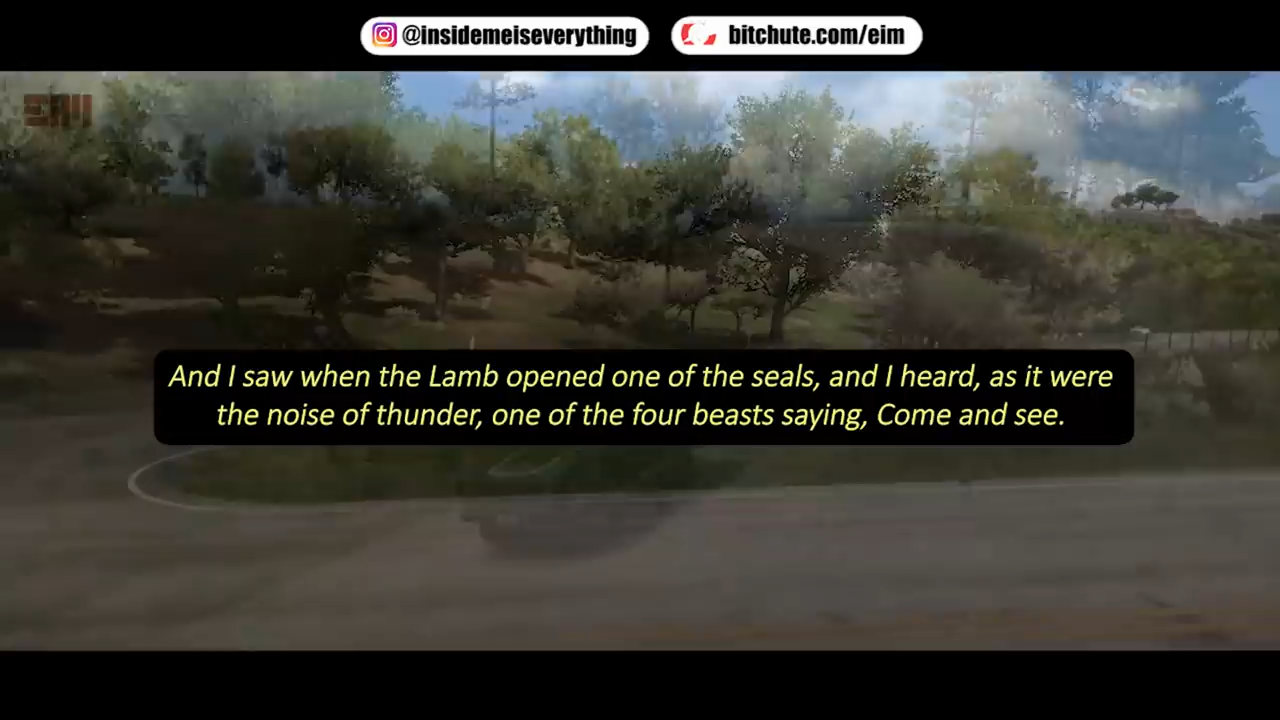 @insidemeiseverything
bitchute.com/eim
EIM
And I saw when the Lamb opened one of the seals, and I heard, as it were
the noise of thunder, one of the four beasts saying, Come and see.